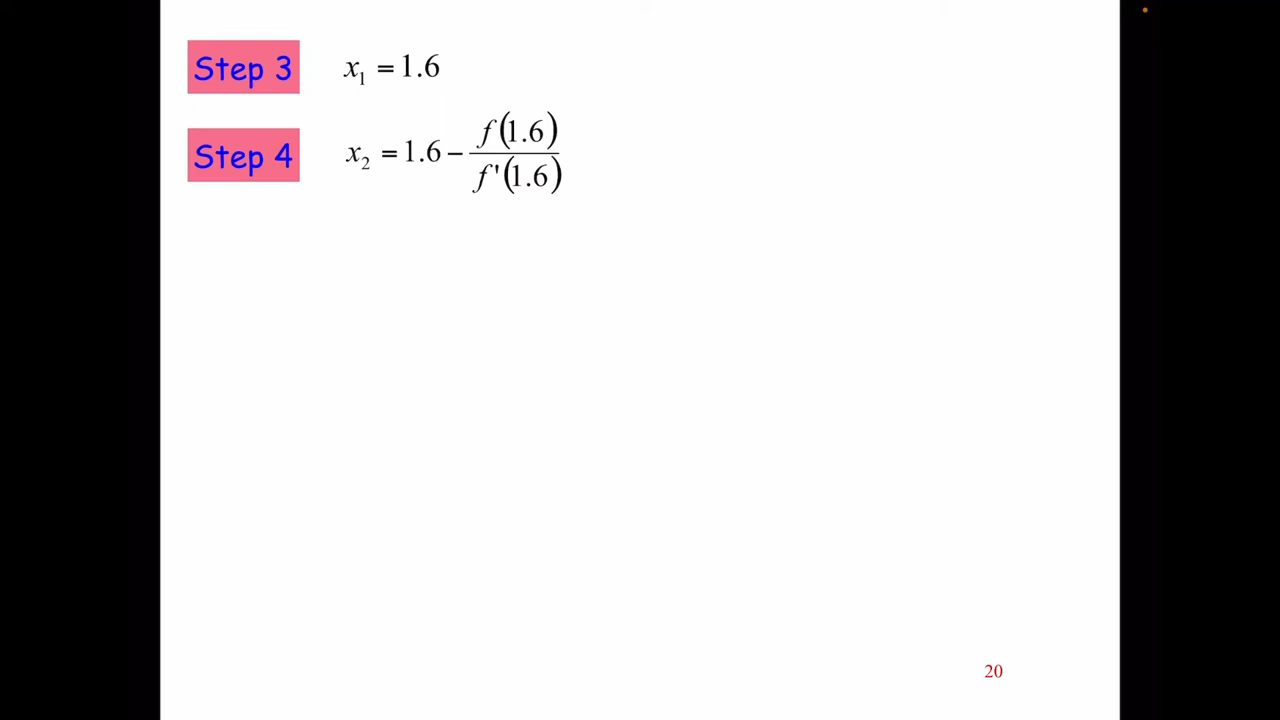 Step 3 x₁ = 1.6
Step 4 x₂ = 1.6 − f(1.6) / f'(1.6)
20